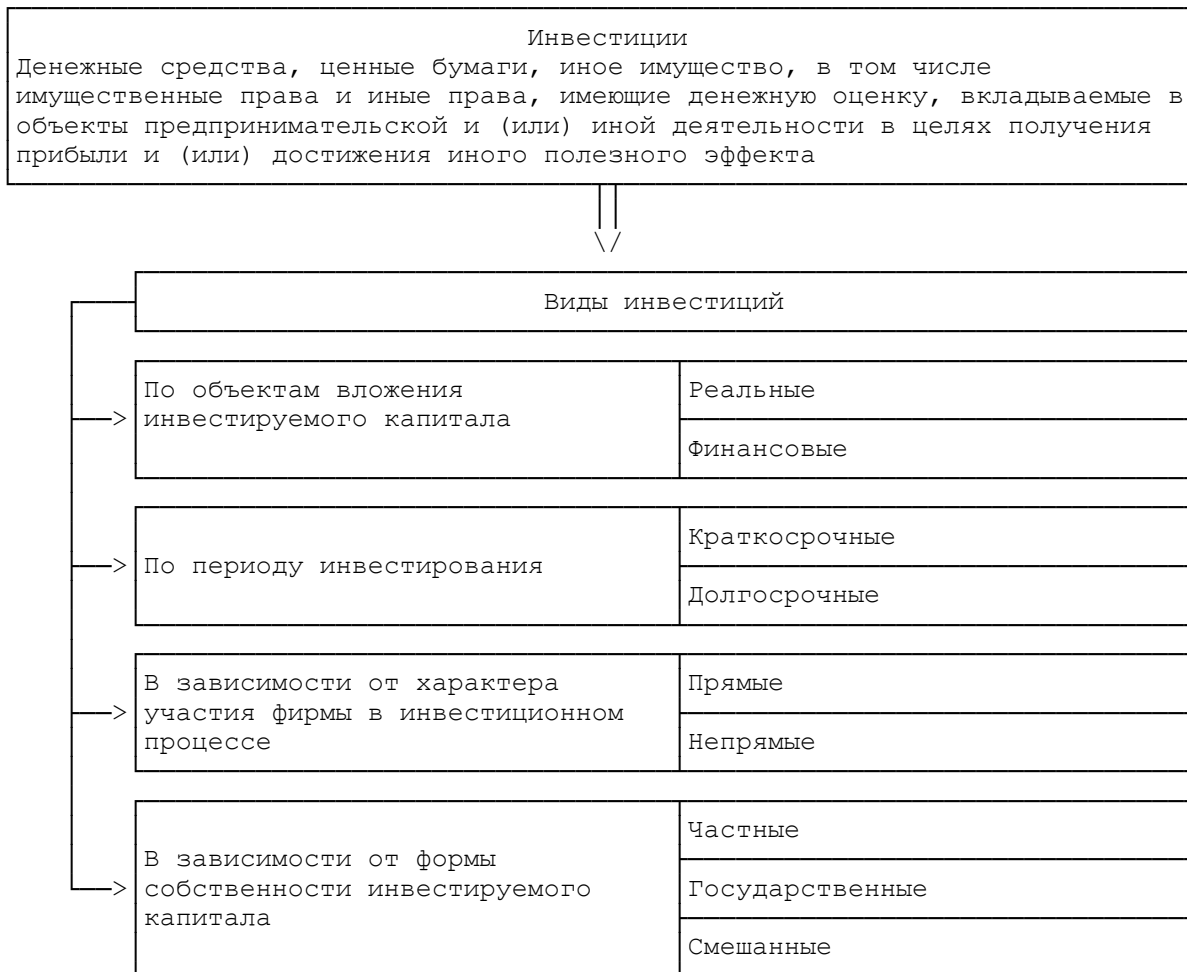 Инвестиции
Денежные средства, ценные бумаги, иное имущество, в том числе
имущественные права и иные права, имеющие денежную оценку, вкладываемые в
объекты предпринимательской и (или) иной деятельности в целях получения
прибыли и (или) достижения иного полезного эффекта
Виды инвестиций
По объектам вложения
инвестируемого капитала
Реальные
Финансовые
По периоду инвестирования
Краткосрочные
Долгосрочные
В зависимости от характера
участия фирмы в инвестиционном
процессе
Прямые
Непрямые
В зависимости от формы
собственности инвестируемого
капитала
Частные
Государственные
Смешанные